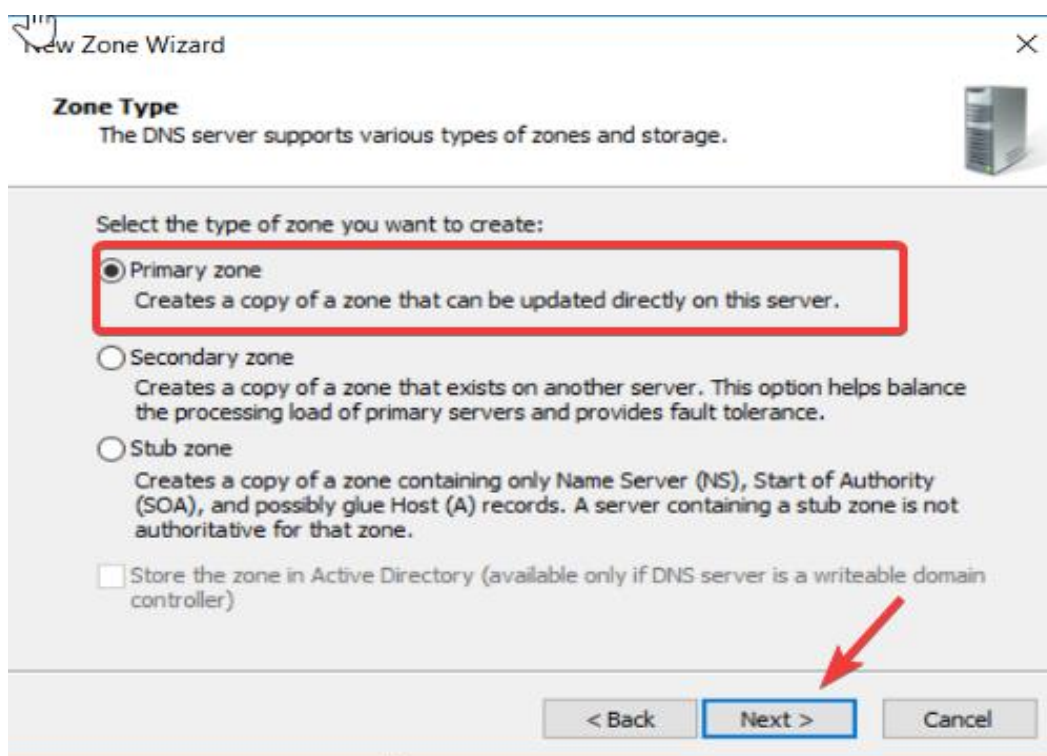 New Zone Wizard
Zone Type
The DNS server supports various types of zones and storage.
Select the type of zone you want to create:
Primary zone
Creates a copy of a zone that can be updated directly on this server.
Secondary zone
Creates a copy of a zone that exists on another server. This option helps balance
the processing load of primary servers and provides fault tolerance.
Stub zone
Creates a copy of a zone containing only Name Server (NS), Start of Authority
(SOA), and possibly glue Host (A) records. A server containing a stub zone is not
authoritative for that zone.
Store the zone in Active Directory (available only if DNS server is a writeable domain
controller)
< Back Next > Cancel